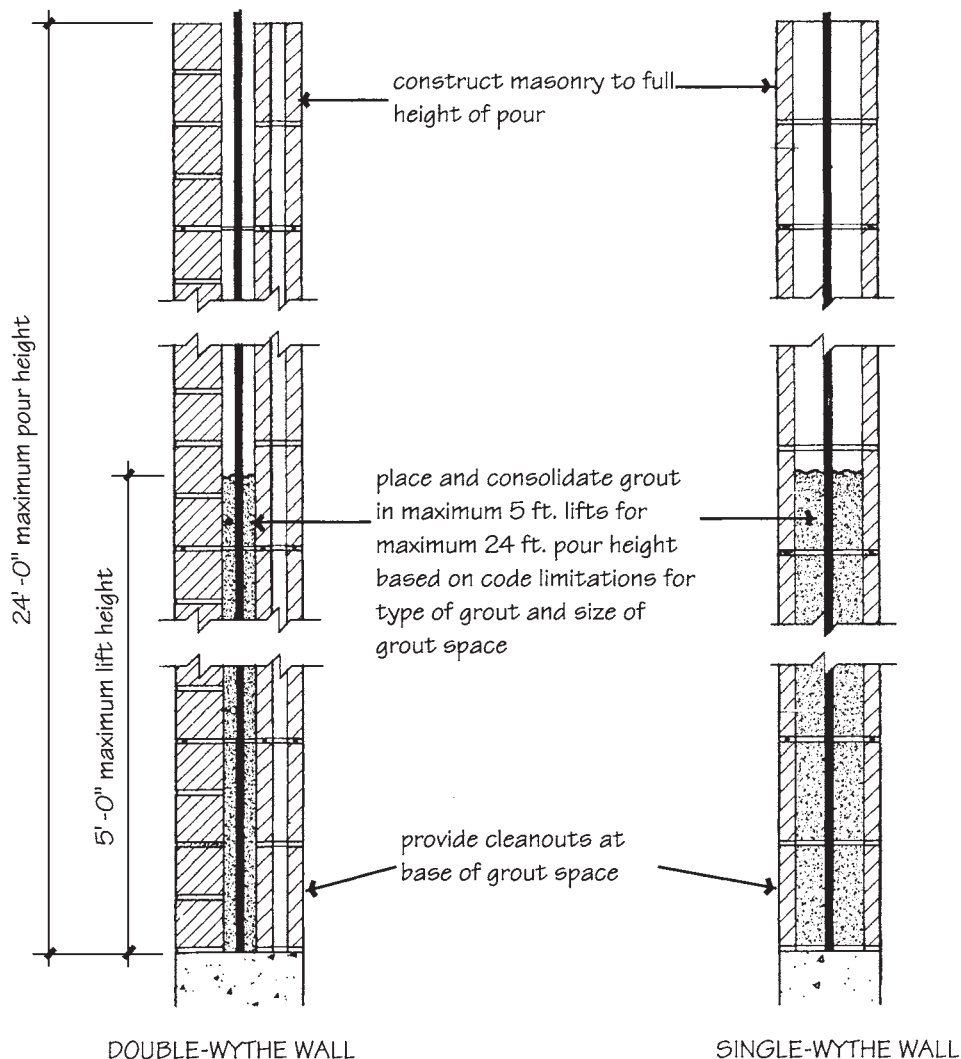 construct masonry to full
height of pour
24'-0" maximum pour height
5'-0" maximum lift height
place and consolidate grout
in maximum 5 ft. lifts for
maximum 24 ft. pour height
based on code limitations for
type of grout and size of
grout space
provide cleanouts at
base of grout space
DOUBLE-WYTHE WALL
SINGLE-WYTHE WALL